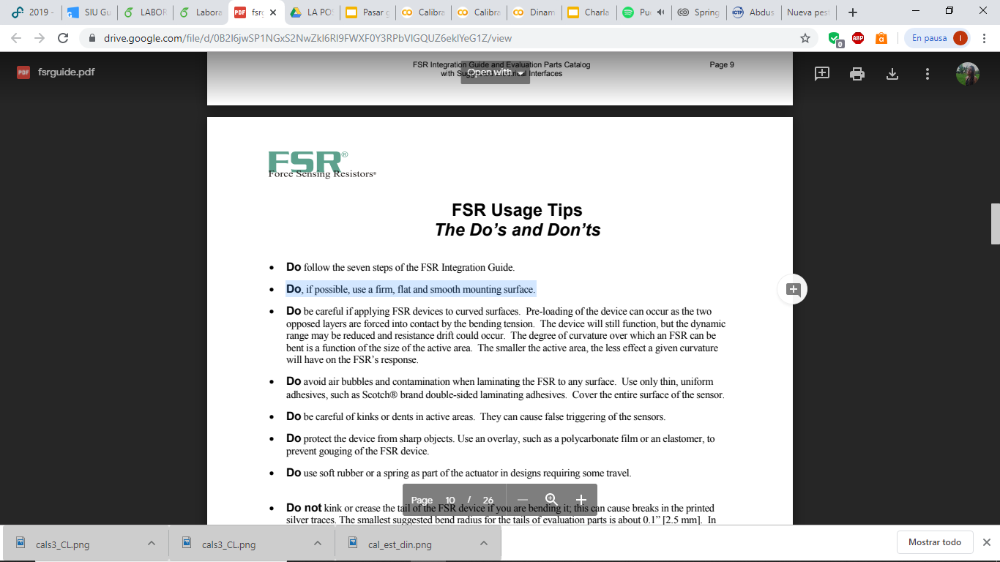 2019 -
SIU Gu
LABOR
Labora
fsrg
LA PO
Pasar g
Calibra
Calibra
Dinam
Charla
Pu
Spring
Abdus
Nueva pest
drive.google.com/file/d/0B2I6jwSP1NGxS2NwZkl6Rl9FWXF0Y3RPbVlGQUZ6eklYeG1Z/view
0
ABP
a
En pausa
I
PDF
fsrguide.pdf
FSR Integration Guide and Evaluation Parts Catalog
Page 9
Open with
Interfaces
FSR®
Force Sensing Resistors®
FSR Usage Tips
The Do's and Don'ts
• Do follow the seven steps of the FSR Integration Guide.
• Do, if possible, use a firm, flat and smooth mounting surface.
• Do be careful if applying FSR devices to curved surfaces. Pre-loading of the device can occur as the two
opposed layers are forced into contact by the bending tension. The device will still function, but the dynamic
range may be reduced and resistance drift could occur. The degree of curvature over which an FSR can be
bent is a function of the size of the active area. The smaller the active area, the less effect a given curvature
will have on the FSR's response.
• Do avoid air bubbles and contamination when laminating the FSR to any surface. Use only thin, uniform
adhesives, such as Scotch® brand double-sided laminating adhesives. Cover the entire surface of the sensor.
• Do be careful of kinks or dents in active areas. They can cause false triggering of the sensors.
• Do protect the device from sharp objects. Use an overlay, such as a polycarbonate film or an elastomer, to
prevent gouging of the FSR device.
• Do use soft rubber or a spring as part of the actuator in designs requiring some travel.
Page 10 / 26
• Do not kink or crease the tail of the FSR device if you are bending it; this can cause breaks in the printed
silver traces. The smallest suggested bend radius for the tails of evaluation parts is about 0.1" [2.5 mm]. In
cals3_CL.png
cals3_CL.png
cal_est_din.png
Mostrar todo